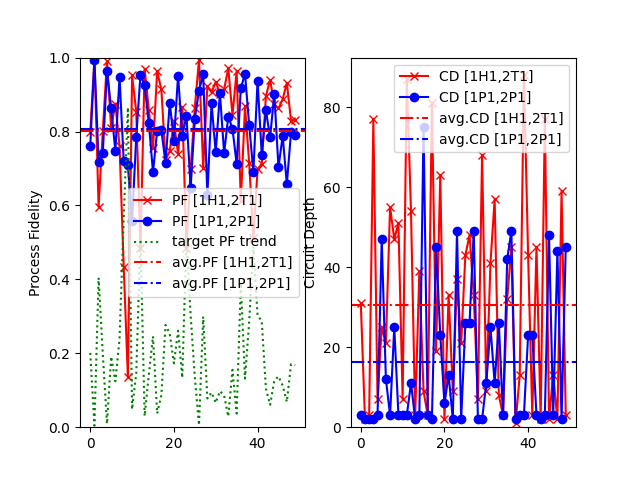 Process Fidelity
1.0
0.8
0.6
0.4
0.2
0.0
0
20
40
PF [1H1,2T1]
PF [1P1,2P1]
target PF trend
avg.PF [1H1,2T1]
avg.PF [1P1,2P1]
Circuit Depth
80
60
40
20
0
0
20
40
CD [1H1,2T1]
CD [1P1,2P1]
avg.CD [1H1,2T1]
avg.CD [1P1,2P1]